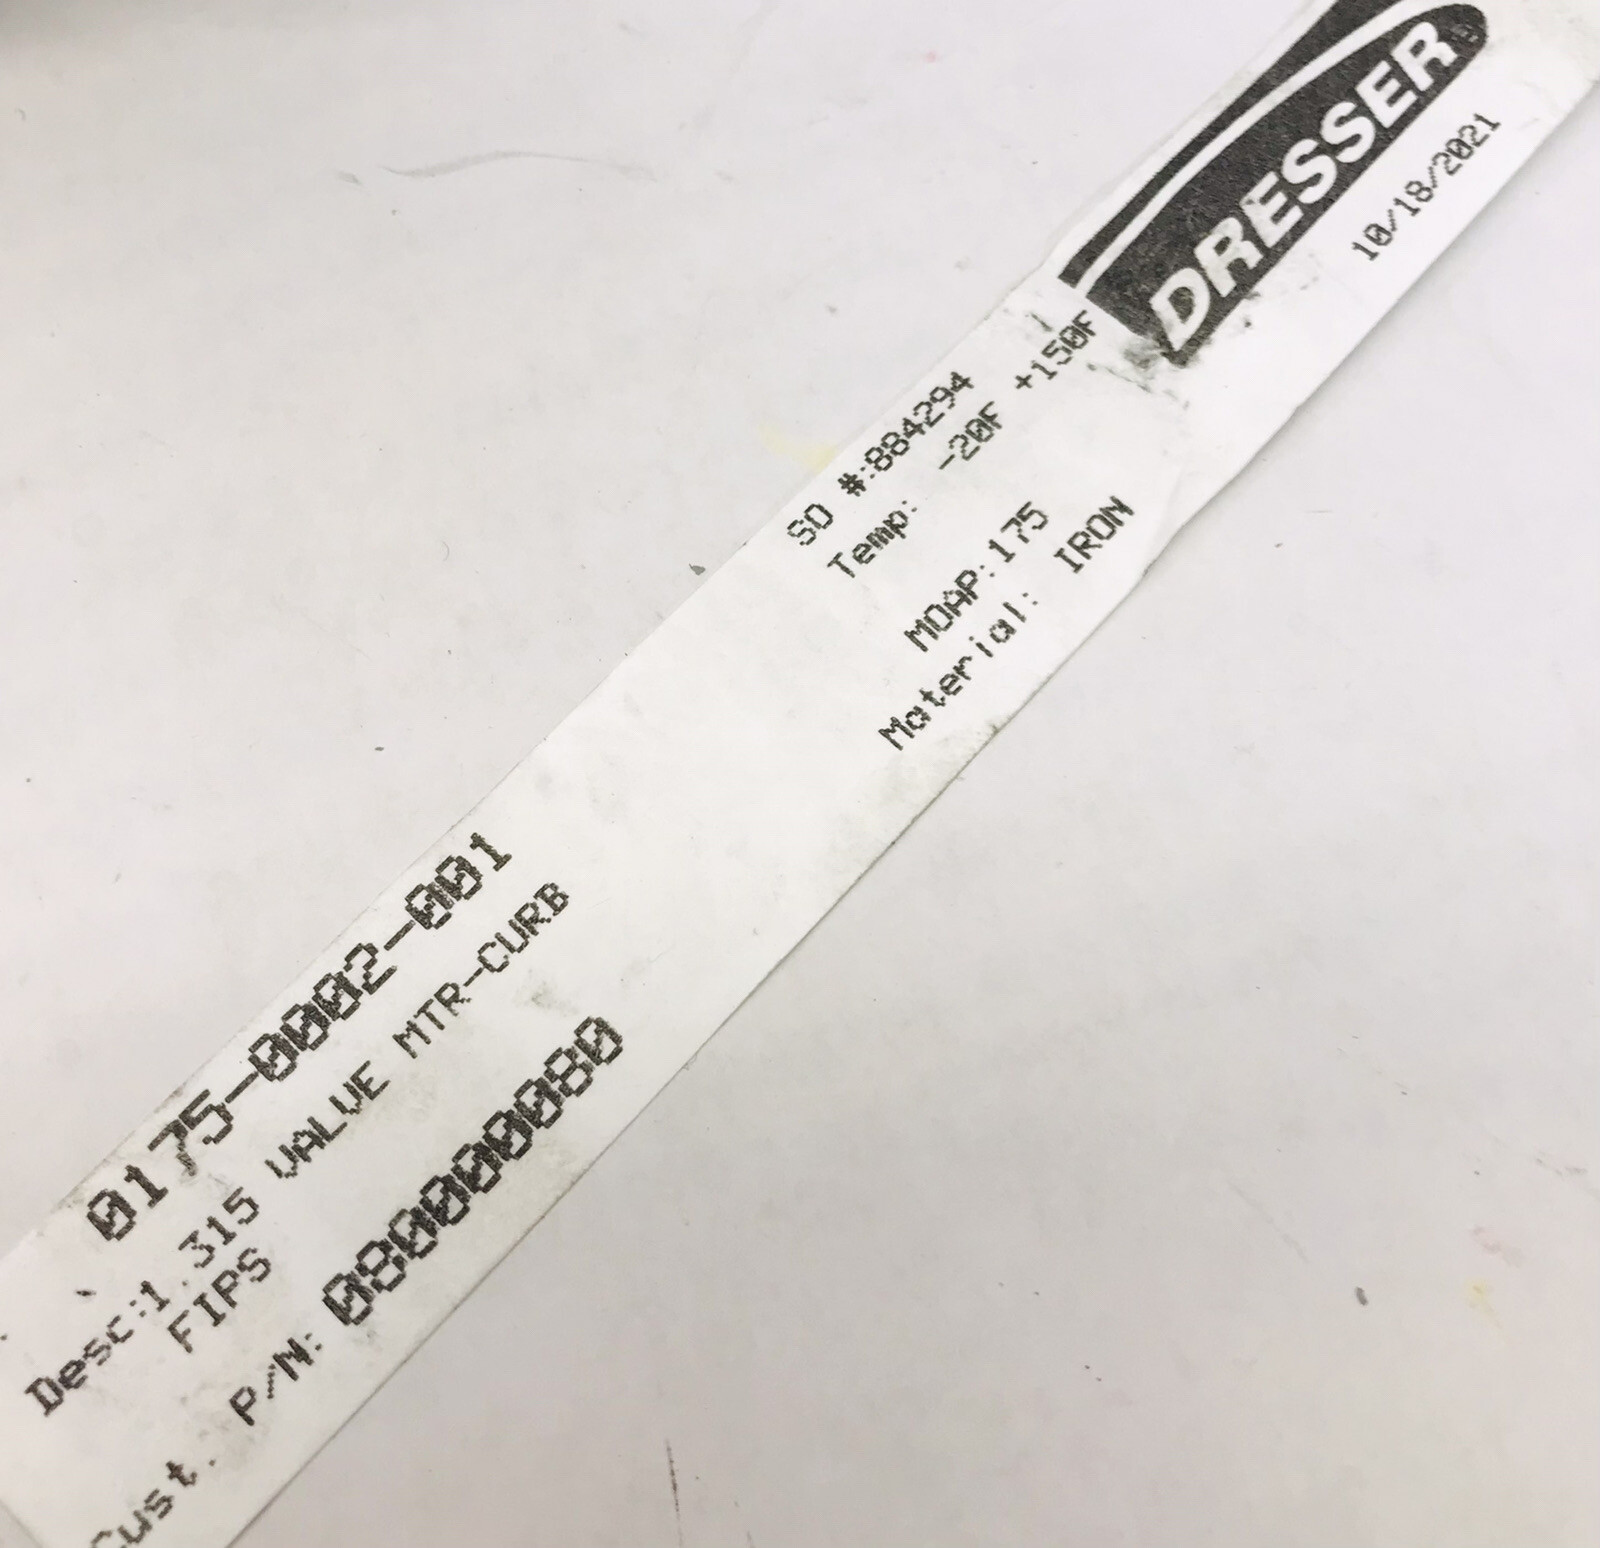 DRESSER
10/18/2021
SO #:884294
Temp: -20F +150F
MOAP:175
Material: IRON
0175-0002-001
Desc:1.315 VALVE MTR-CURB
FIPS
Cust. P/N: 080000080